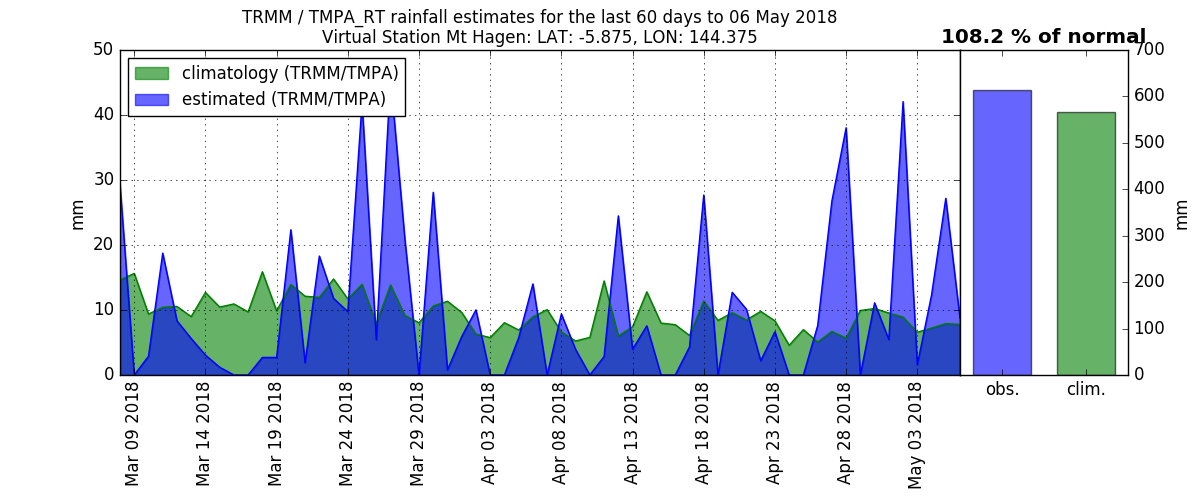 TRMM / TMPA_RT rainfall estimates for the last 60 days to 06 May 2018
Virtual Station Mt Hagen: LAT: -5.875, LON: 144.375
108.2 % of normal
climatology (TRMM/TMPA)
estimated (TRMM/TMPA)
50
40
30
20
10
0
mm
700
600
500
400
300
200
100
0
mm
Mar 09 2018
Mar 14 2018
Mar 19 2018
Mar 24 2018
Mar 29 2018
Apr 03 2018
Apr 08 2018
Apr 13 2018
Apr 18 2018
Apr 23 2018
Apr 28 2018
May 03 2018
obs.
clim.